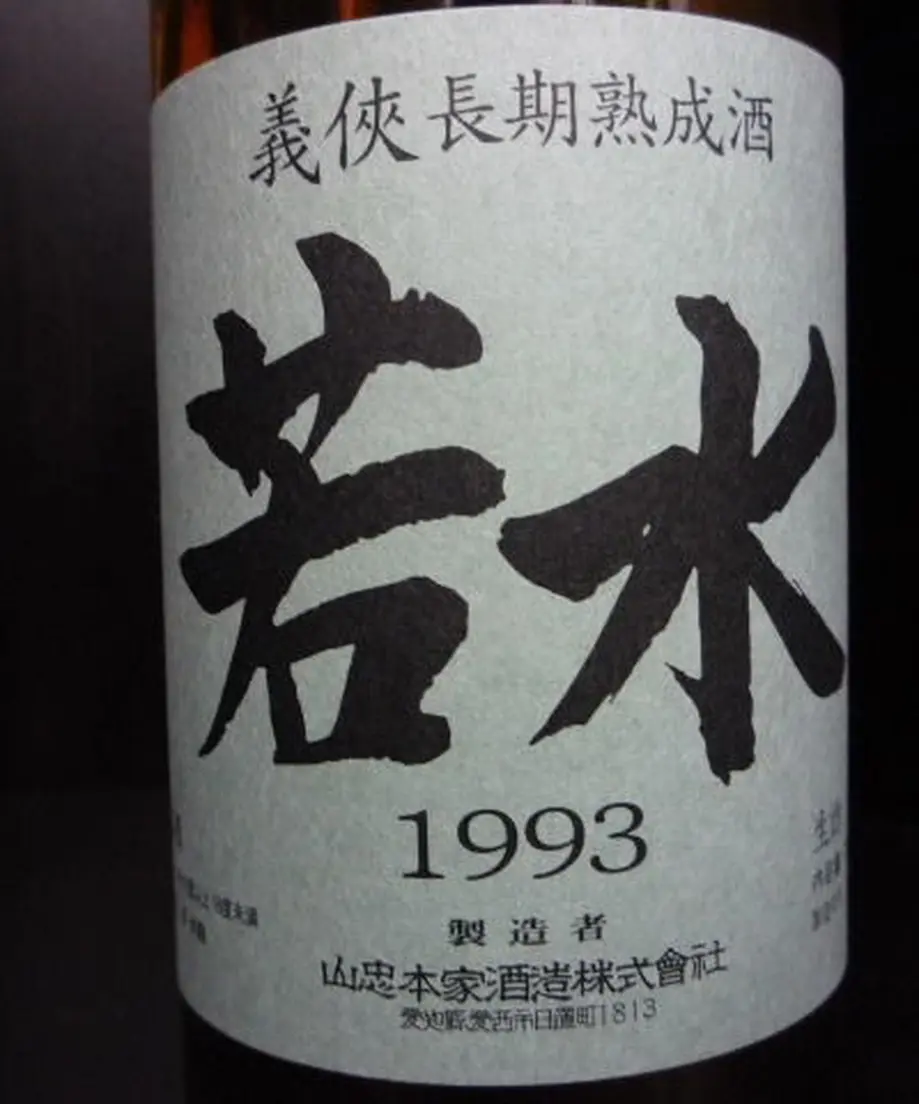 義侠長期熟成酒
若水
1993
製造者
山忠本家酒造株式會社
愛知縣愛西市日置町1813